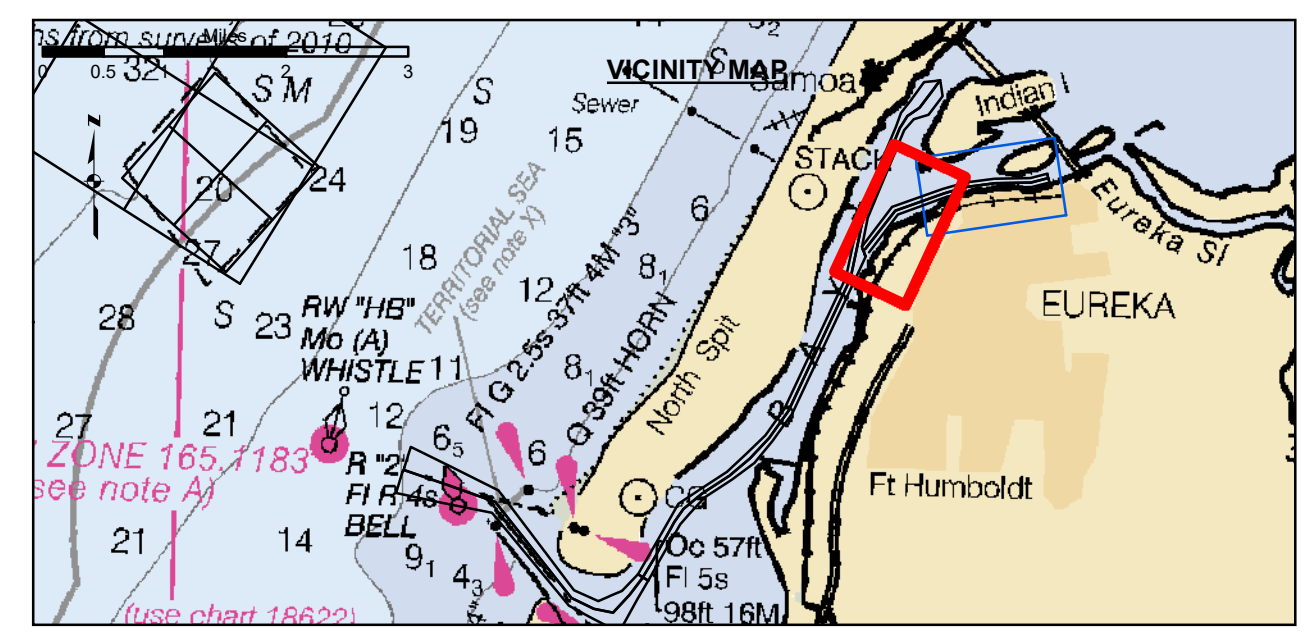 ns from surveys of 2010
Miles
0 0.5 1 2 3
VICINITY MAP
32
S M
S
19
15
Sewer
S
Samoa
Indian I
STACK
24
20
27
S
28
23
18
TERRITORIAL SEA
(see note X)
12
6
8₁
Eureka Sl
EUREKA
RW "HB"
Mo (A)
WHISTLE
11
Fl G 2.5s 37ft 4M "3"
Q 39ft HORN
8₁
North Spit
27
21
12
6₅
6
ZONE 165.1183
see note A)
R "2"
Fl R 4s
BELL
CG
Ft Humboldt
21
14
9₁
4₃
Oc 57ft
Fl 5s
98ft 16M
(use chart 18622)